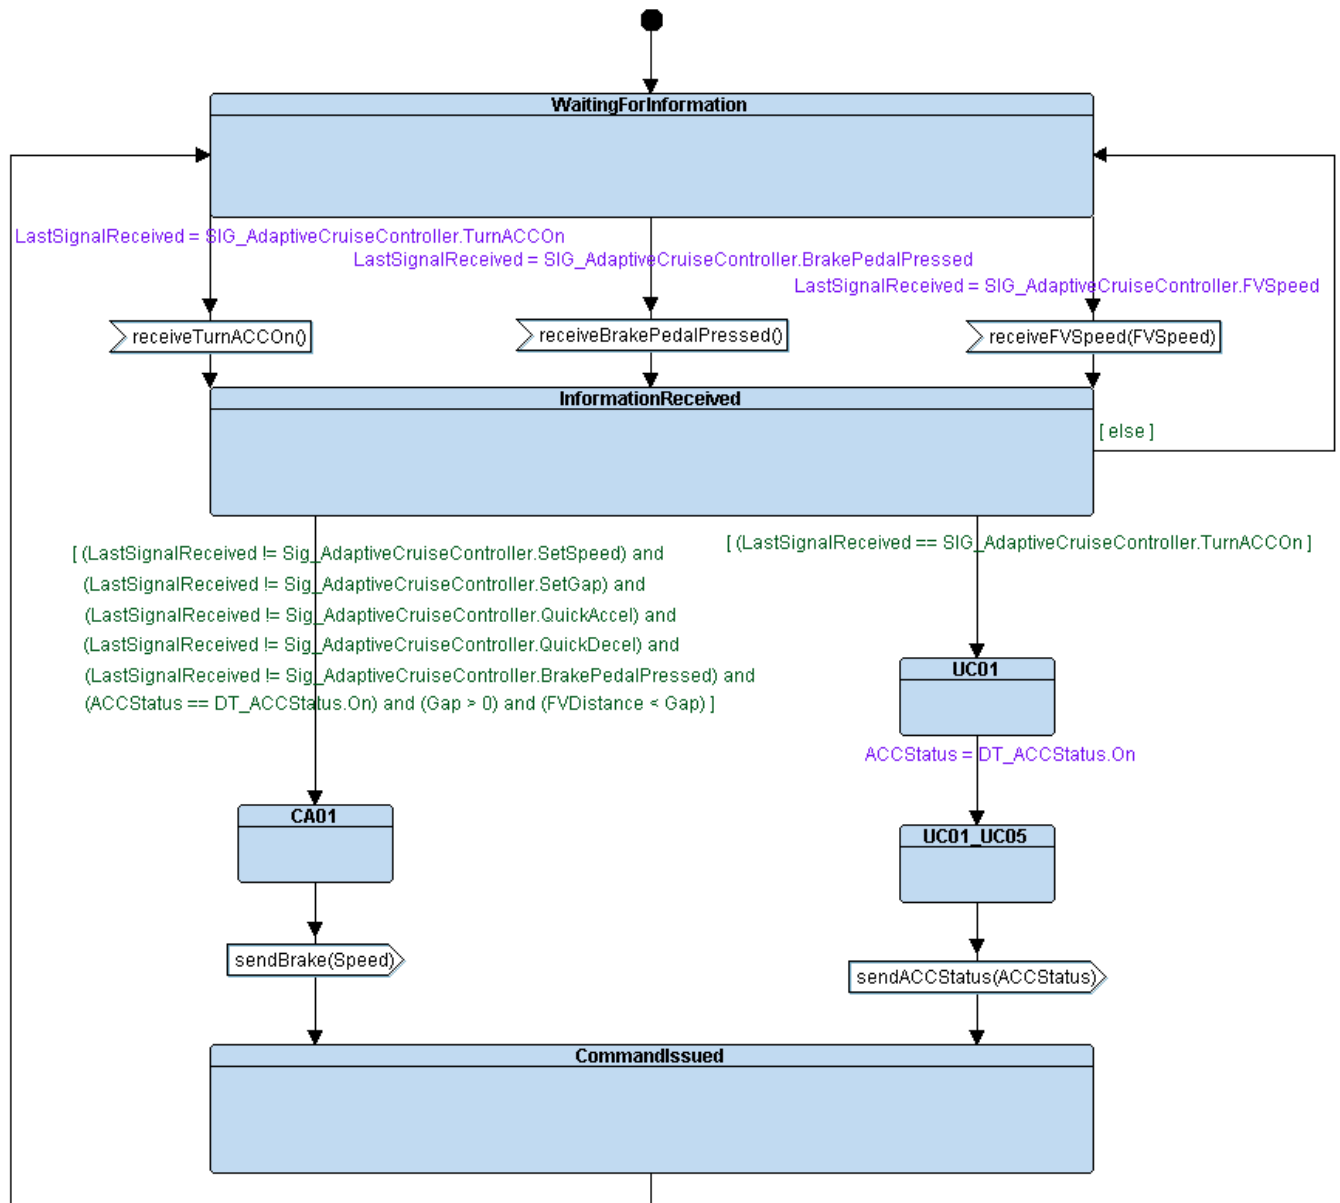 WaitingForInformation
LastSignalReceived = SIG_AdaptiveCruiseController.TurnACCOn
LastSignalReceived = SIG_AdaptiveCruiseController.BrakePedalPressed
LastSignalReceived = SIG_AdaptiveCruiseController.FVSpeed
receiveTurnACCOn()
receiveBrakePedalPressed()
receiveFVSpeed(FVSpeed)
InformationReceived
[ else ]
[ (LastSignalReceived != Sig_AdaptiveCruiseController.SetSpeed) and
(LastSignalReceived != Sig_AdaptiveCruiseController.SetGap) and
(LastSignalReceived != Sig_AdaptiveCruiseController.QuickAccel) and
(LastSignalReceived != Sig_AdaptiveCruiseController.QuickDecel) and
(LastSignalReceived != Sig_AdaptiveCruiseController.BrakePedalPressed) and
(ACCStatus == DT_ACCStatus.On) and (Gap > 0) and (FVDistance < Gap) ]
[ (LastSignalReceived == SIG_AdaptiveCruiseController.TurnACCOn ]
UC01
ACCStatus = DT_ACCStatus.On
CA01
UC01_UC05
sendBrake(Speed)
sendACCStatus(ACCStatus)
CommandIssued